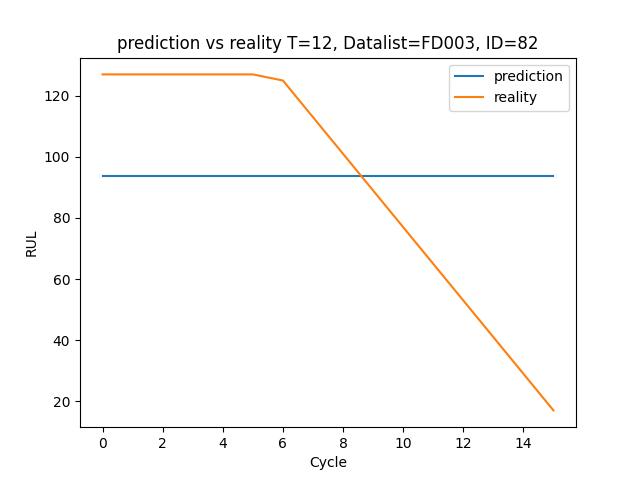 prediction vs reality T=12, Datalist=FD003, ID=82
prediction
reality
RUL
120
100
80
60
40
20
0 2 4 6 8 10 12 14
Cycle